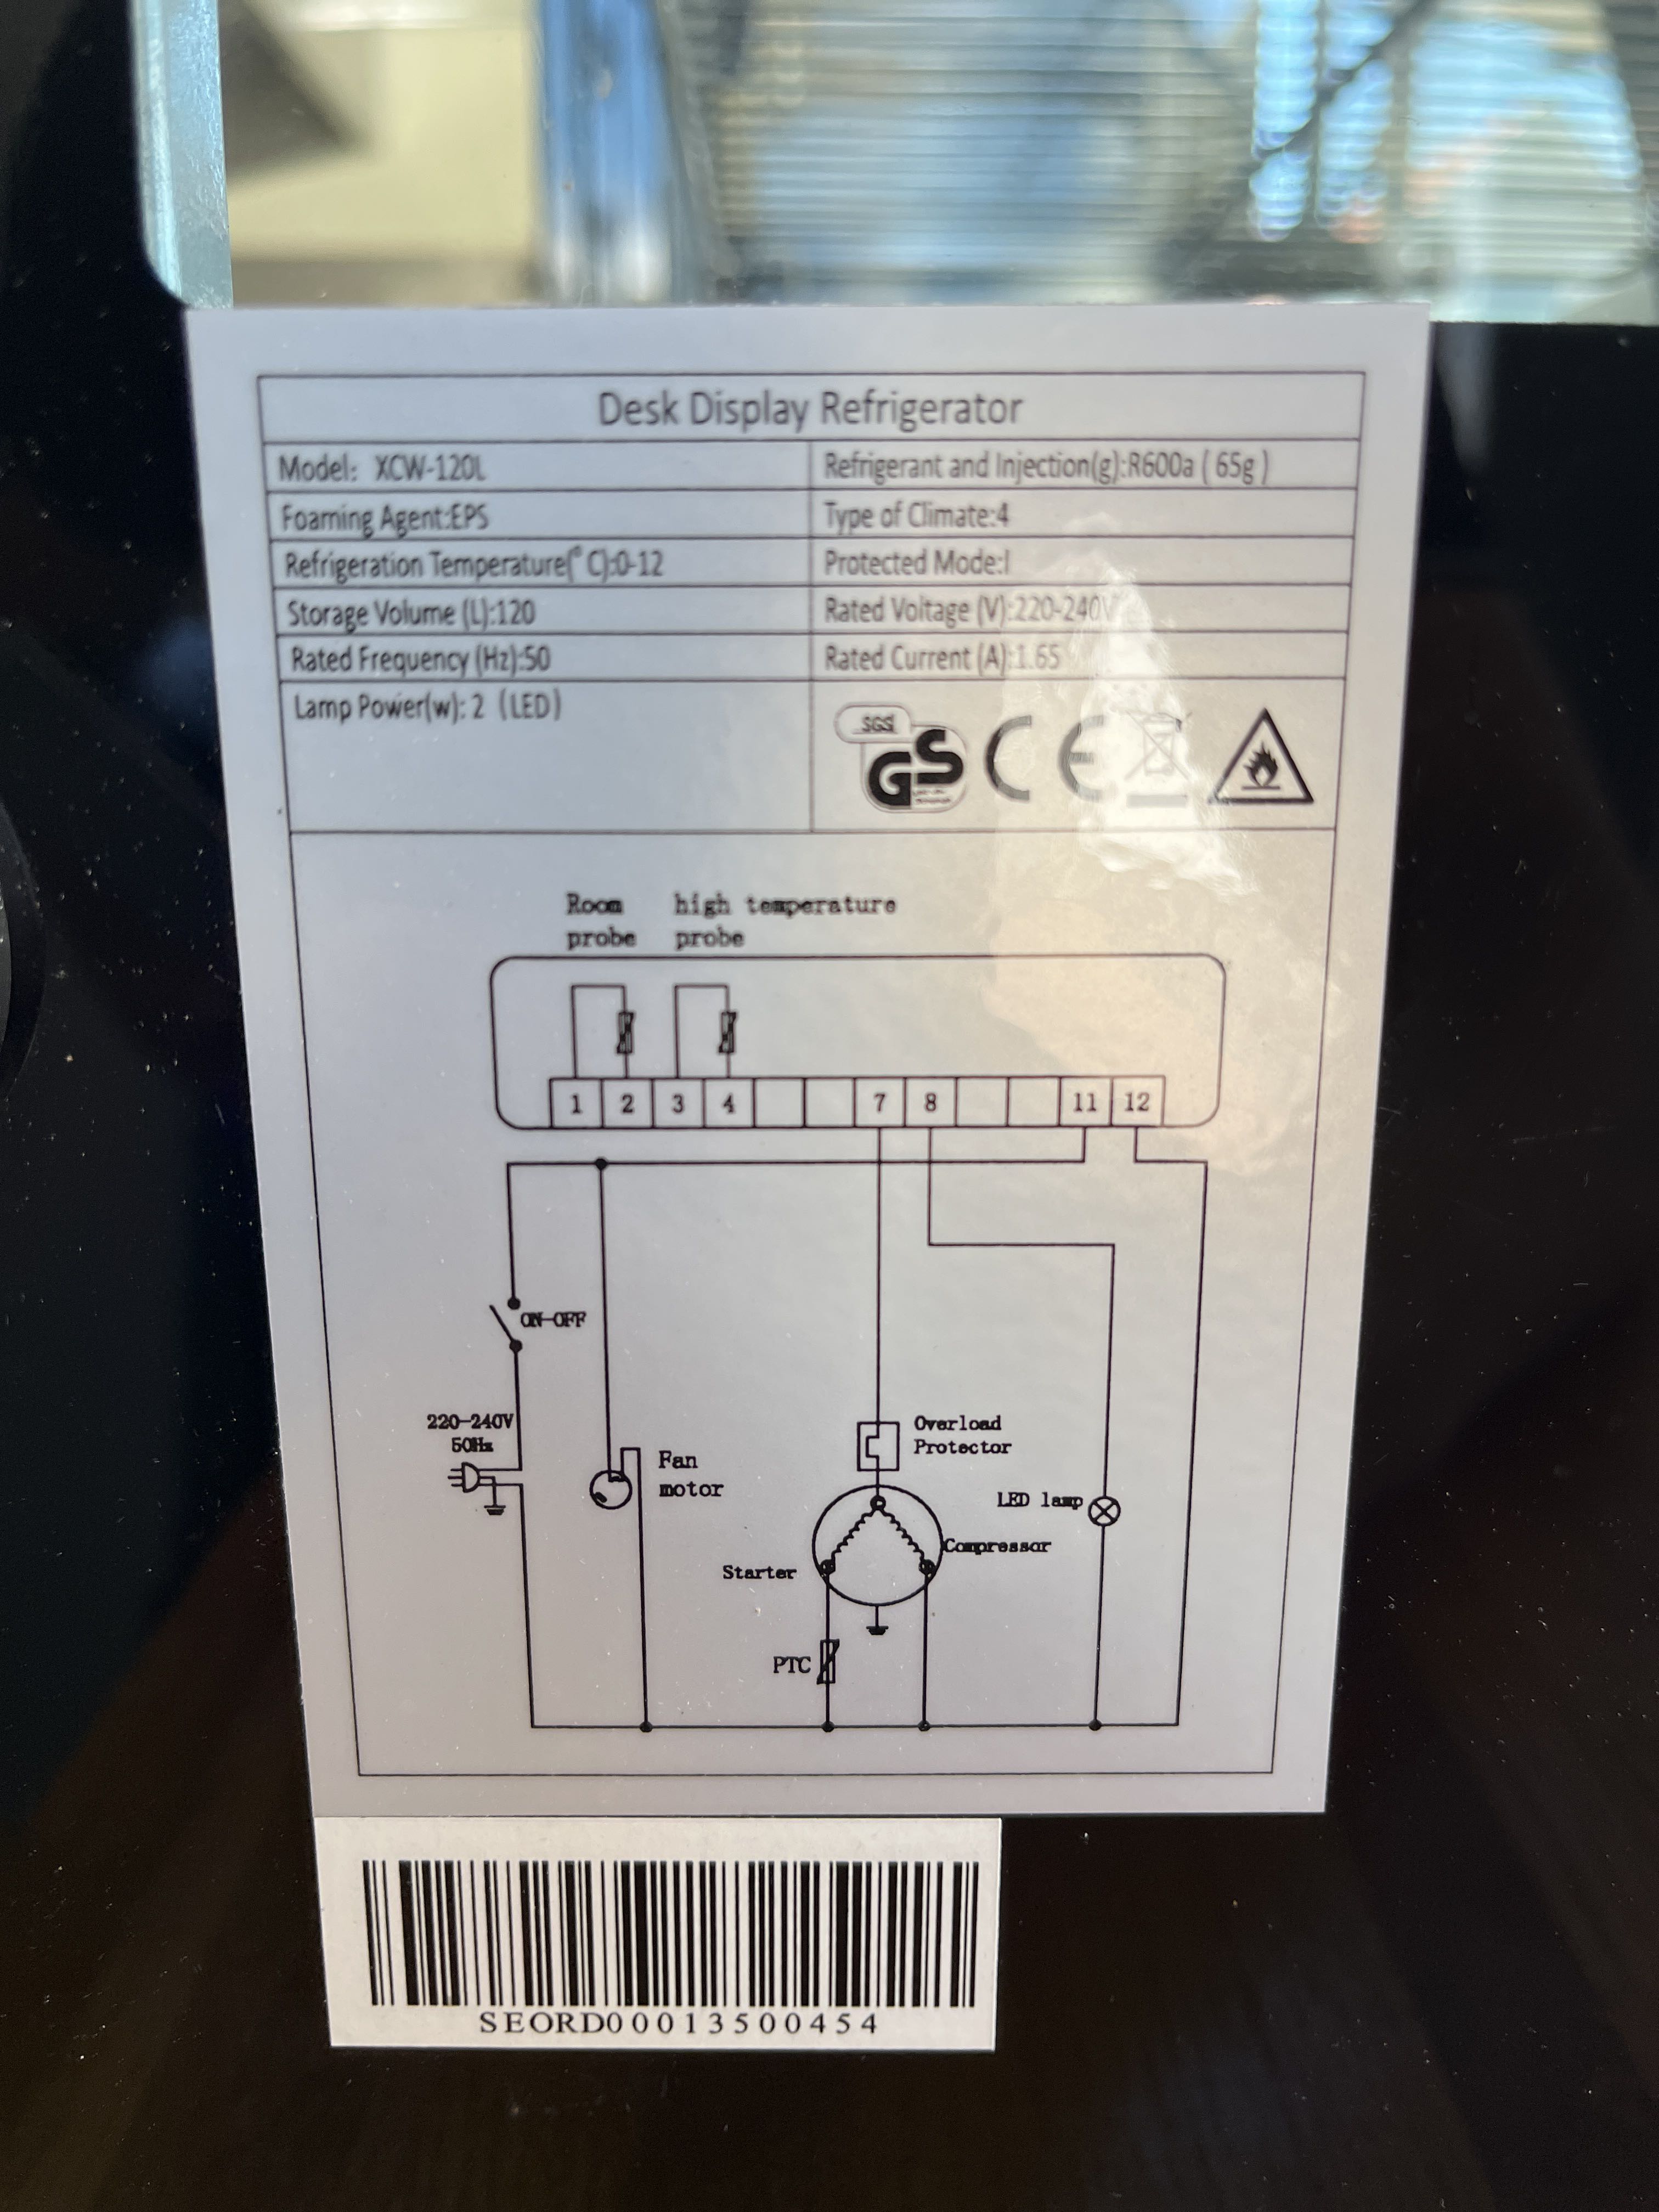 Desk Display Refrigerator
Model: XCW-120L
Refrigerant and Injection(g):R600a ( 65g )
Foaming Agent:EPS
Type of Climate:4
Refrigeration Temperature(°C):0-12
Protected Mode:I
Storage Volume (L):120
Rated Voltage (V):220-240V
Rated Frequency (Hz):50
Rated Current (A):1.65
Lamp Power(w): 2 (LED)
SGS
GS CE
Room probe
high temperature probe
1 2 3 4 7 8 11 12
ON-OFF
220-240V
50Hz
Fan
motor
Overload
Protector
LED lamp
Compressor
Starter
PTC
SEORD00013500454